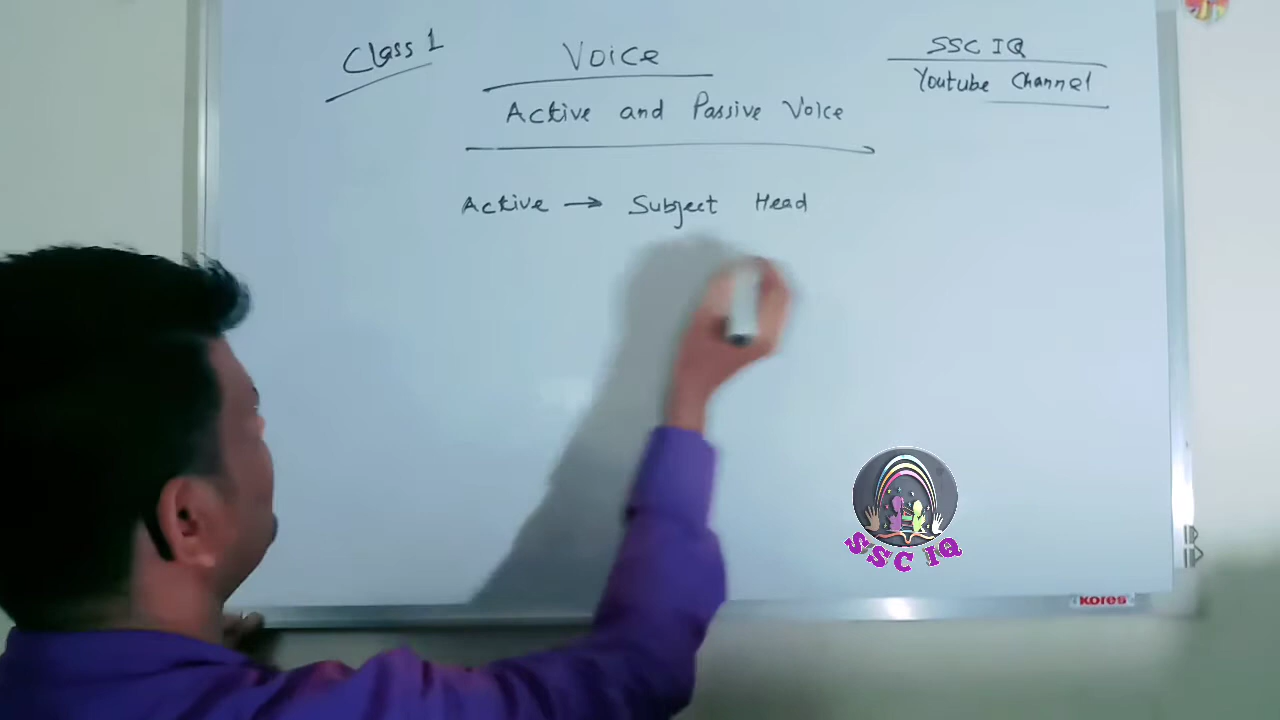 Class 1
Voice
SSC IQ
Youtube Channel
Active and Passive Voice
Active → Subject Head
SSC IQ
KORES